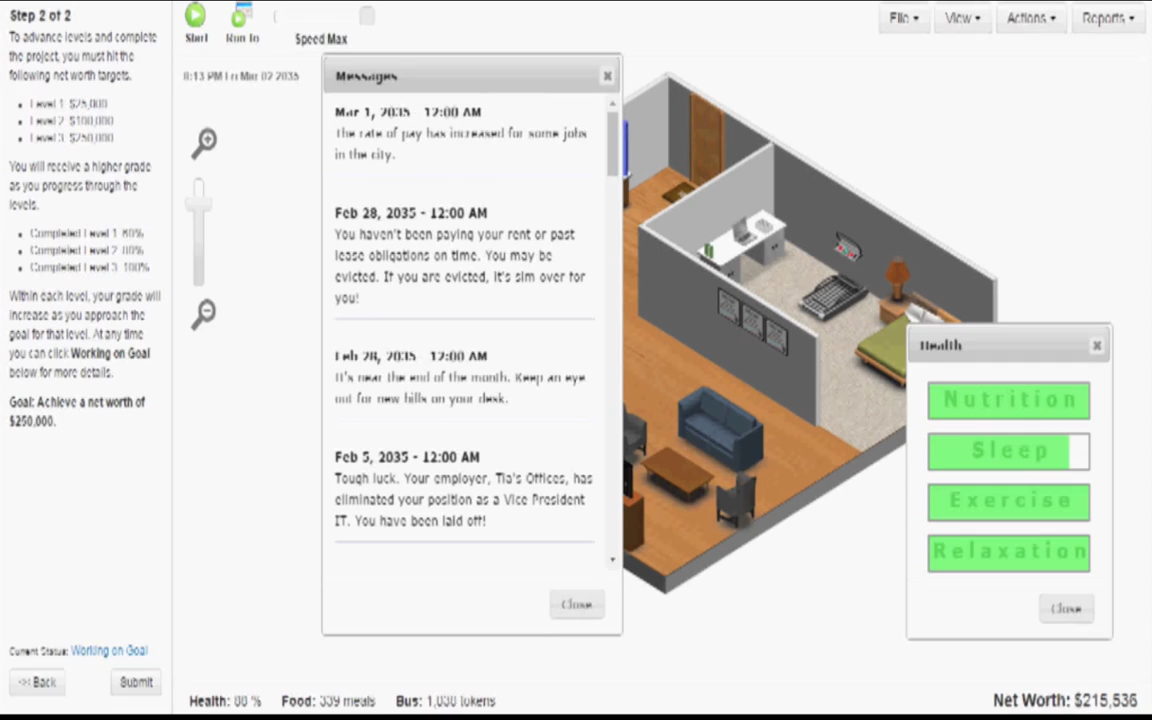 Step 2 of 2
To advance levels and complete
the project, you must hit the
following net worth targets.
Level 1: $25,000
Level 2: $100,000
Level 3: $250,000
You will receive a higher grade
as you progress through the
levels.
Completed Level 1
Completed Level 2
Completed Level 3: 100%
Within each level, your grade will
increase as you approach the
goal for that level. At any time
you can click Working on Goal
below for more details.
Goal: Achieve a net worth of
$250,000.
Current Status: Working on Goal
<< Back
Submit
Start
Run To
Speed Max
8:13 PM Fri Mar 02 2035
File
View
Actions
Reports
Messages
Mar 1, 2035 - 12:00 AM
The rate of pay has increased for some jobs
in the city.
Feb 28, 2035 - 12:00 AM
You haven't been paying your rent or past
lease obligations on time. You may be
evicted. If you are evicted, it's sim over for
you!
Feb 28, 2035 - 12:00 AM
It's near the end of the month. Keep an eye
out for new bills on your desk.
Feb 5, 2035 - 12:00 AM
Tough luck. Your employer, Tia's Offices, has
eliminated your position as a Vice President
IT. You have been laid off!
Close
Health
Nutrition
Sleep
Exercise
Relaxation
Close
Health: %
Food: 339 meals
Bus: tokens
Net Worth: $215,536